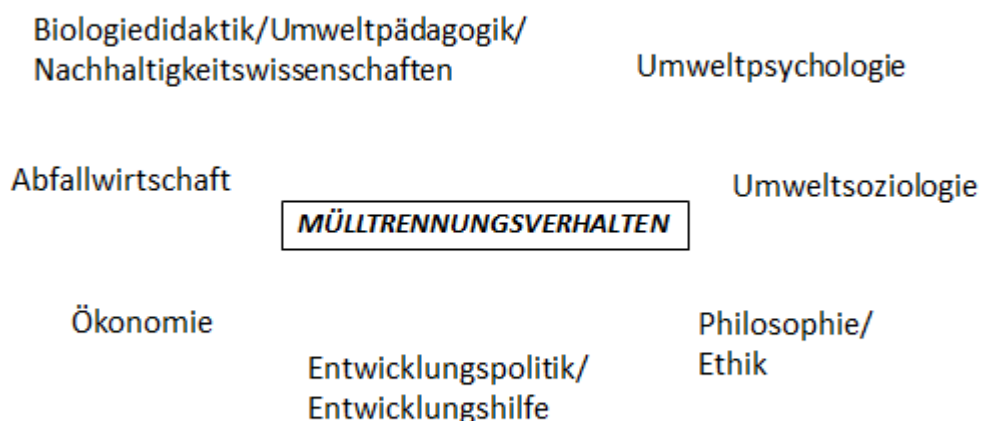 Biologiedidaktik/Umweltpädagogik/
Nachhaltigkeitswissenschaften
Umweltpsychologie
Abfallwirtschaft
Umweltsoziologie
MÜLLTRENNUNGSVERHALTEN
Ökonomie
Philosophie/
Ethik
Entwicklungspolitik/
Entwicklungshilfe